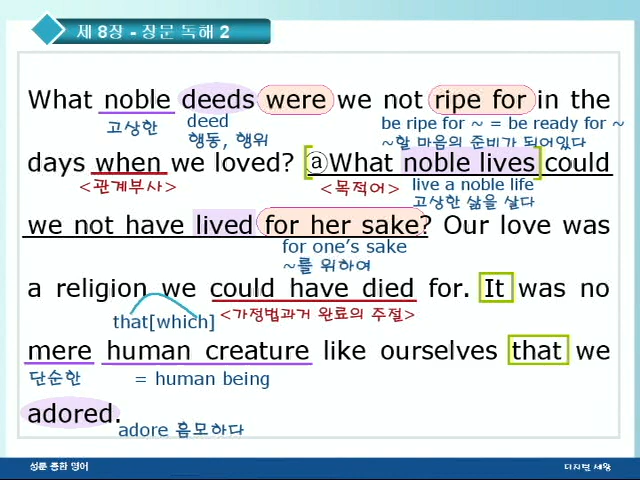 제 8장 - 장문 독해 2
What noble deeds were we not ripe for in the
고상한 deed be ripe for ~ = be ready for ~
행동, 행위 ~할 마음의 준비가 되어있다
days when we loved? ⓐWhat noble lives could
<관계부사> <목적어> live a noble life
고상한 삶을 살다
we not have lived for her sake? Our love was
for one's sake
~를 위하여
a religion we could have died for. It was no
that[which] <가정법과거 완료의 주절>
mere human creature like ourselves that we
단순한 = human being
adored.
adore 흠모하다
성문 종합 영어 디지털 세왕